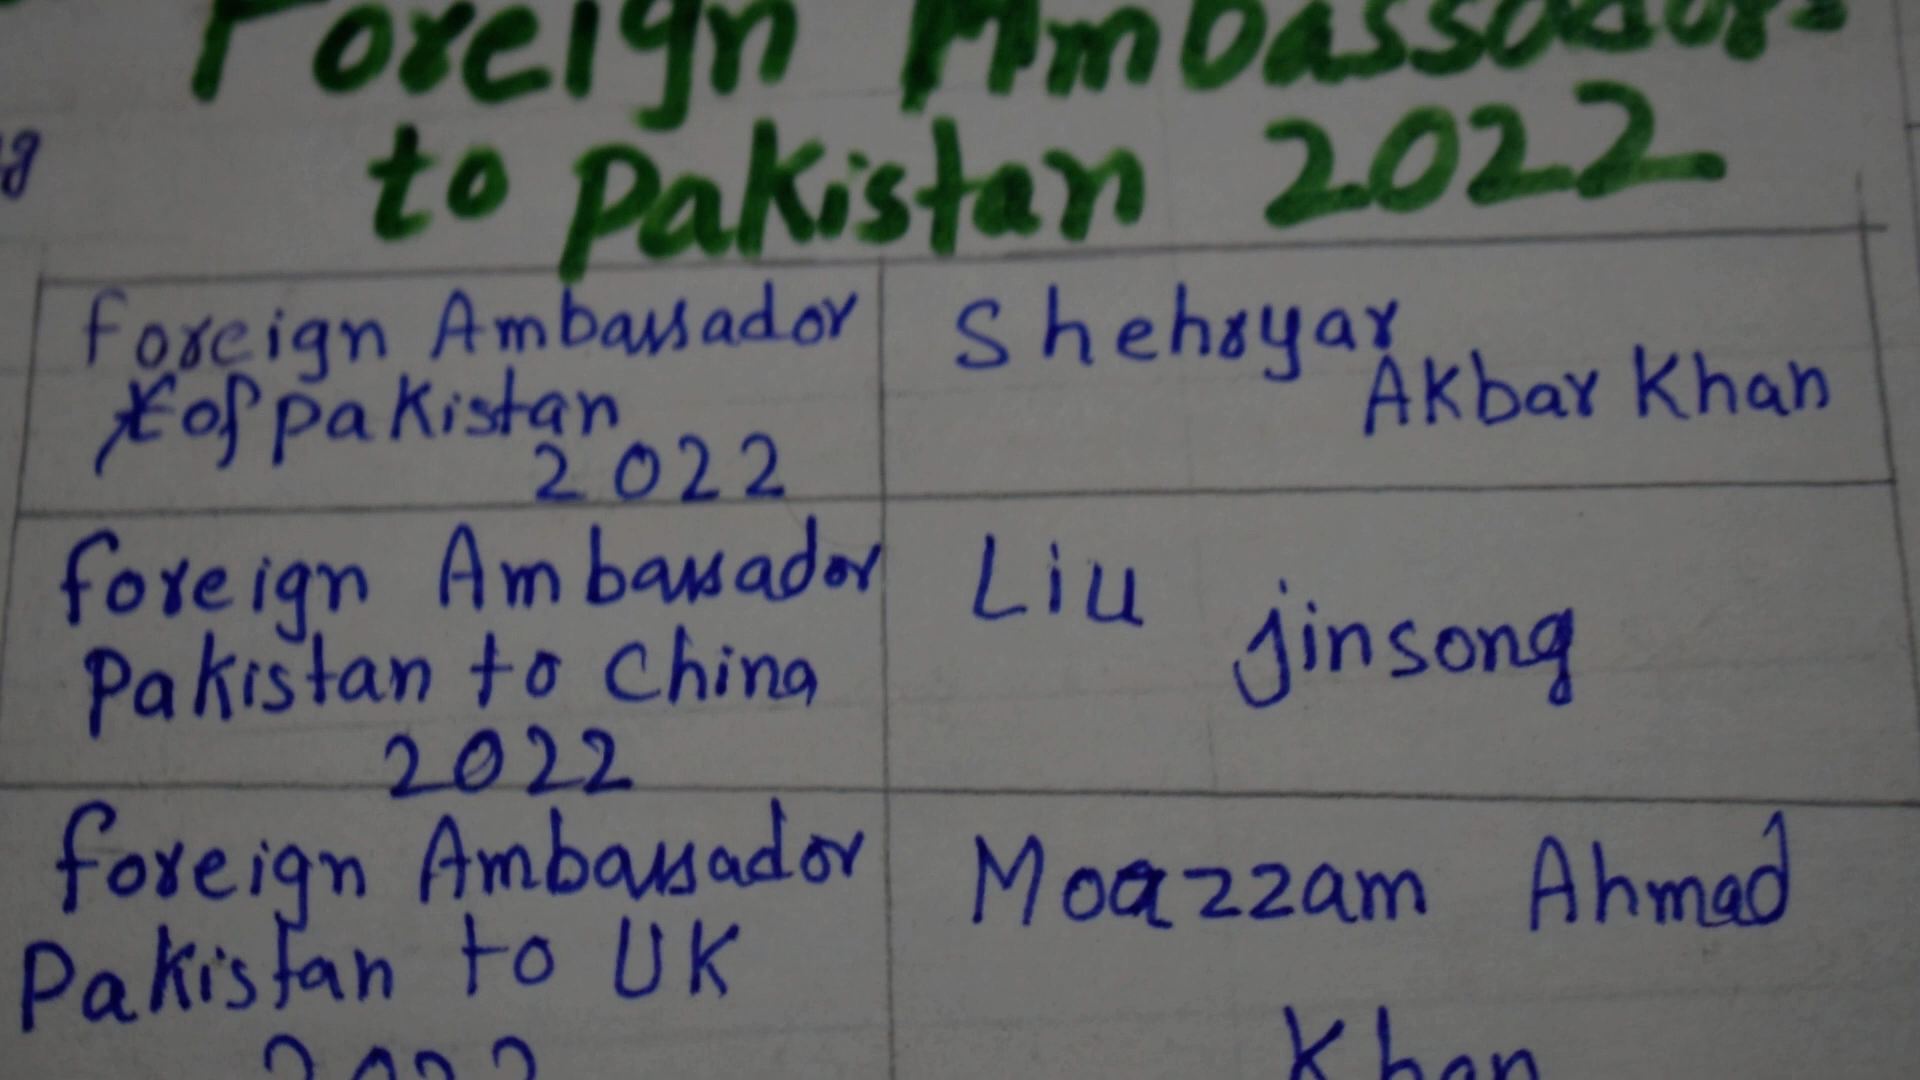 Foreign Ambassadors
to Pakistan 2022
foreign Ambassador
of pakistan
2022
Shehryar
Akbar Khan
foreign Ambassador
Pakistan to China
2022
Liu
jinsong
foreign Ambassador
Pakistan to UK
2022
Moazzam Ahmad
Khan